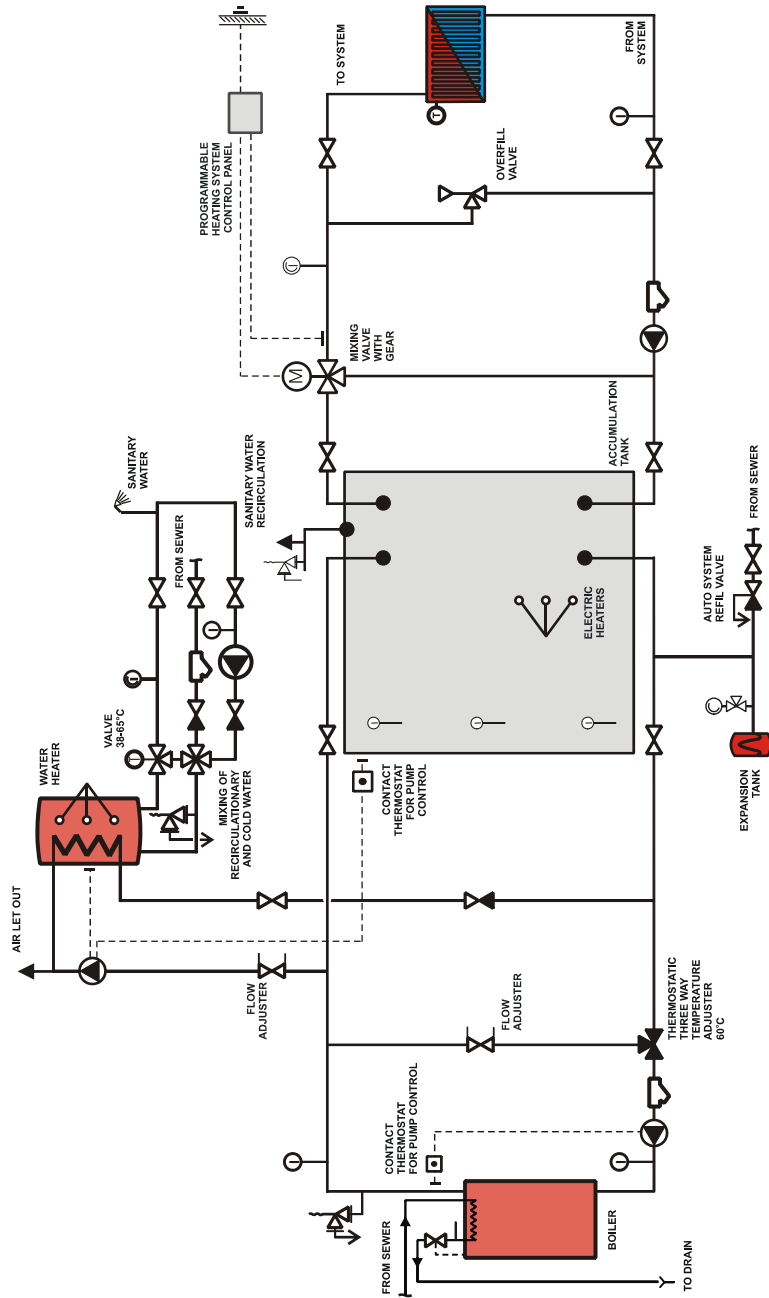 AIR LET OUT
WATER
HEATER
VALVE
38-65°C
SANITARY
WATER
FROM SEWER
PROGRAMMABLE
HEATING SYSTEM
CONTROL PANEL
MIXING OF
RECIRCULATIONARY
AND COLD WATER
SANITARY WATER
RECIRCULATION
FLOW
ADJUSTER
M
TO SYSTEM
MIXING
VALVE
WITH
GEAR
CONTACT
THERMOSTAT
FOR PUMP
CONTROL
FROM SEWER
CONTACT
THERMOSTAT
FOR PUMP CONTROL
T
OVERFILL
VALVE
FLOW
ADJUSTER
ELECTRIC
HEATERS
BOILER
ACCUMULATION
TANK
FROM
SYSTEM
THERMOSTATIC
THREE WAY
TEMPERATURE
ADJUSTER
60°C
TO DRAIN
AUTO SYSTEM
REFIL VALVE
EXPANSION
TANK
FROM SEWER